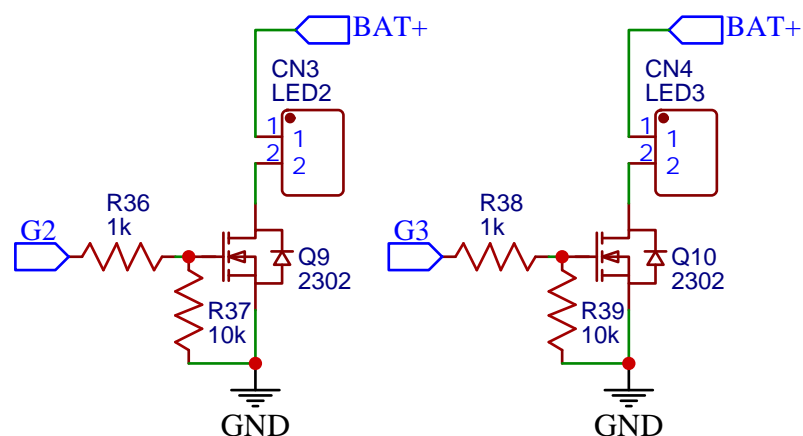 BAT+
CN3
LED2
1
1
2
2
R36
1k
G2
Q9
2302
R37
10k
GND
BAT+
CN4
LED3
1
1
2
2
R38
1k
G3
Q10
2302
R39
10k
GND